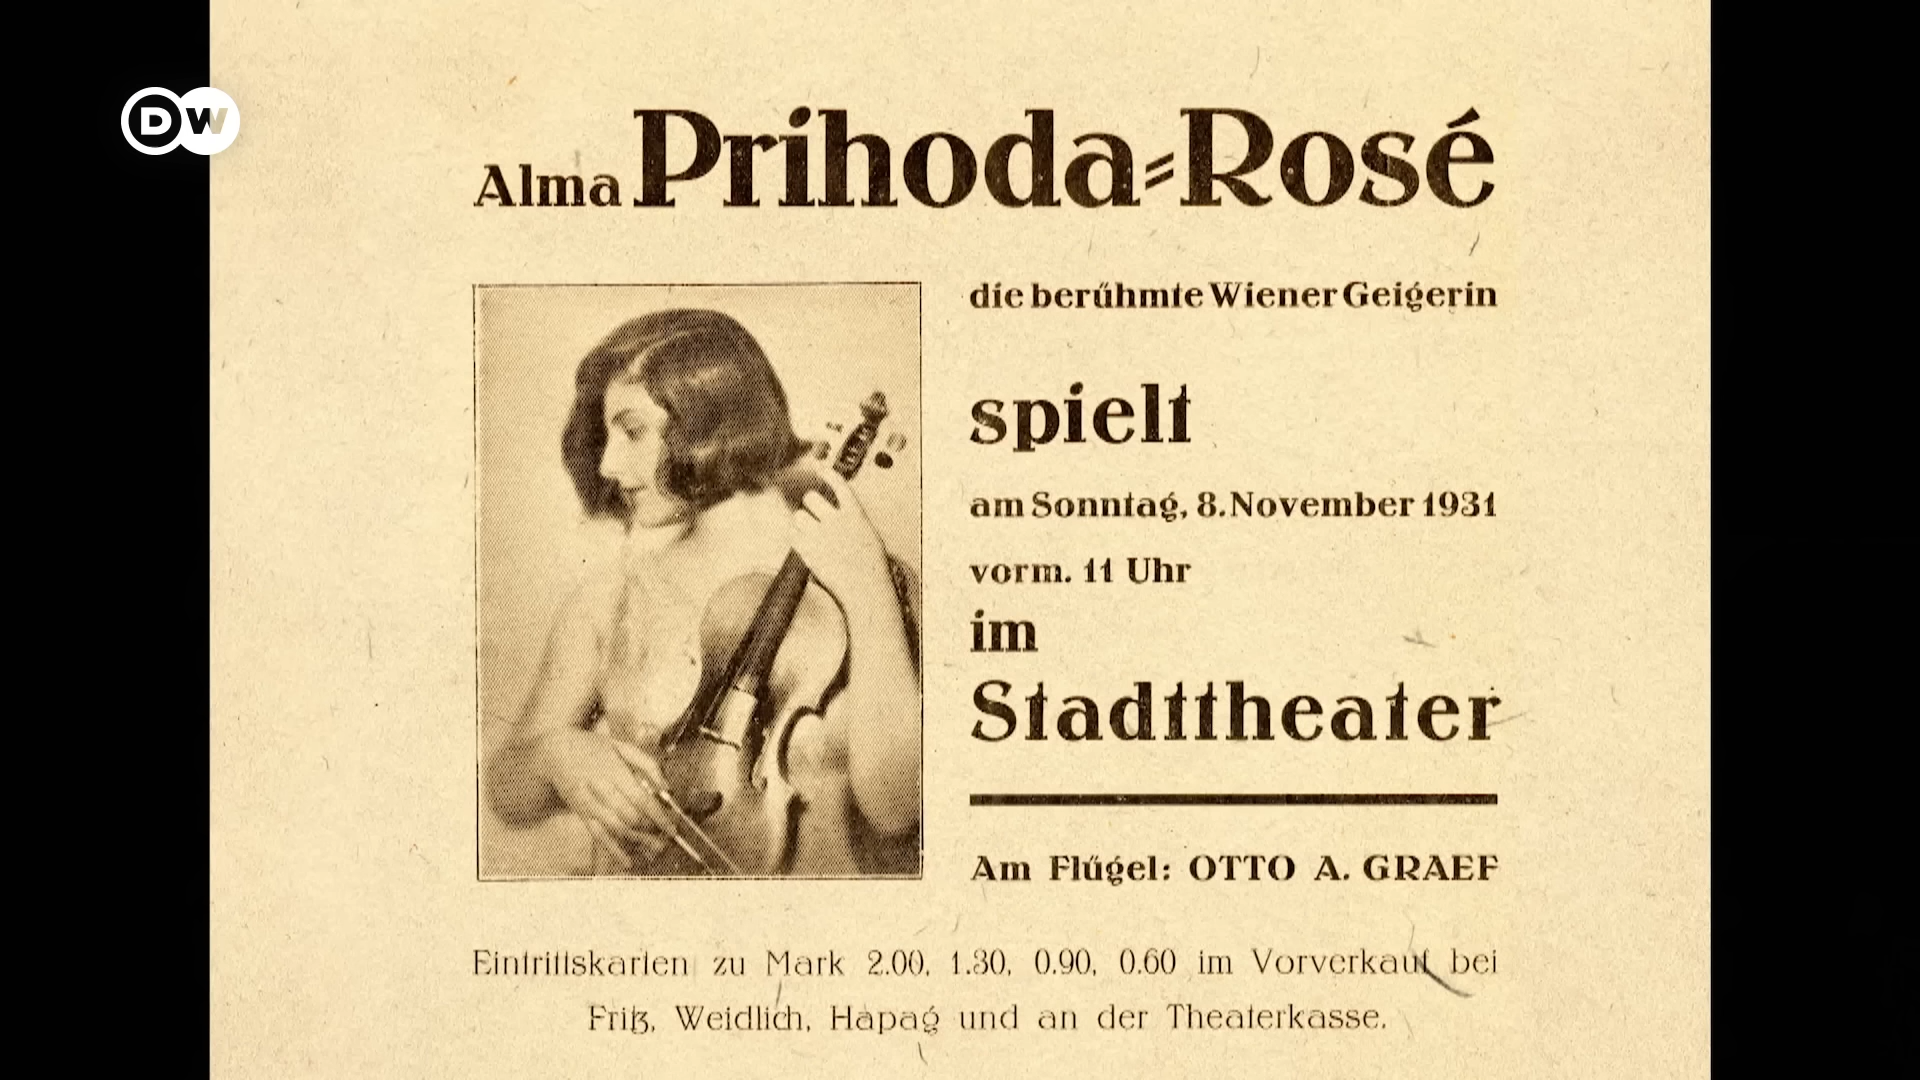 DW
Alma Prihoda=Rosé
die berühmte Wiener Geigerin
spielt
am Sonntag, 8. November 1931
vorm. 11 Uhr
im
Stadttheater
Am Flügel: OTTO A. GRAEF
Eintrittskarten zu Mark 2.00, 1.30, 0.90, 0.60 im Vorverkauf bei
Fritz, Weidlich, Hapag und an der Theaterkasse.